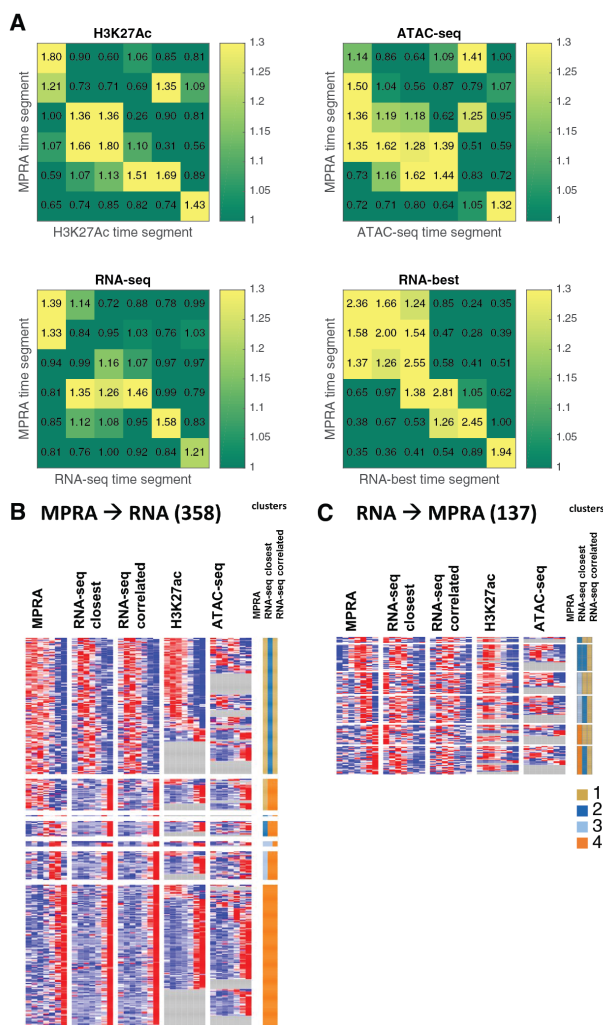 A
H3K27Ac
1.80 0.90 0.60 1.06 0.85 0.81
1.21 0.73 0.71 0.69 1.35 1.09
1.00 1.36 1.36 0.26 0.90 0.81
1.07 1.66 1.80 1.10 0.31 0.56
0.59 1.07 1.13 1.51 1.69 0.89
0.65 0.74 0.85 0.82 0.74 1.43
MPRA time segment
H3K27Ac time segment
1.3
1.25
1.2
1.15
1.1
1.05
1
ATAC-seq
1.14 0.86 0.64 1.09 1.41 1.00
1.50 1.04 0.56 0.87 0.79 1.07
1.36 1.19 1.18 0.62 1.25 0.95
1.35 1.62 1.28 1.39 0.51 0.59
0.73 1.16 1.62 1.44 0.83 0.72
0.72 0.71 0.80 0.64 1.05 1.32
MPRA time segment
ATAC-seq time segment
1.3
1.25
1.2
1.15
1.1
1.05
1
RNA-seq
1.39 1.14 0.72 0.88 0.78 0.99
1.33 0.84 0.95 1.03 0.76 1.03
0.94 0.99 1.16 1.07 0.97 0.97
0.81 1.35 1.26 1.46 0.99 0.79
0.85 1.12 1.08 0.95 1.58 0.83
0.81 0.76 1.00 0.92 0.84 1.21
MPRA time segment
RNA-seq time segment
1.3
1.25
1.2
1.15
1.1
1.05
1
RNA-best
2.36 1.66 1.24 0.85 0.24 0.35
1.58 2.00 1.54 0.47 0.28 0.39
1.37 1.26 2.55 0.58 0.41 0.51
0.65 0.97 1.38 2.81 1.05 0.62
0.38 0.67 0.53 1.26 2.45 1.00
0.35 0.36 0.41 0.54 0.89 1.94
MPRA time segment
RNA-best time segment
1.3
1.25
1.2
1.15
1.1
1.05
1
B MPRA → RNA (358)
clusters
MPRA
RNA-seq closest
RNA-seq correlated
H3K27ac
ATAC-seq
MPRA
RNA-seq closest
RNA-seq correlated
C RNA → MPRA (137)
clusters
MPRA
RNA-seq closest
RNA-seq correlated
H3K27ac
ATAC-seq
MPRA
RNA-seq closest
RNA-seq correlated
1
2
3
4